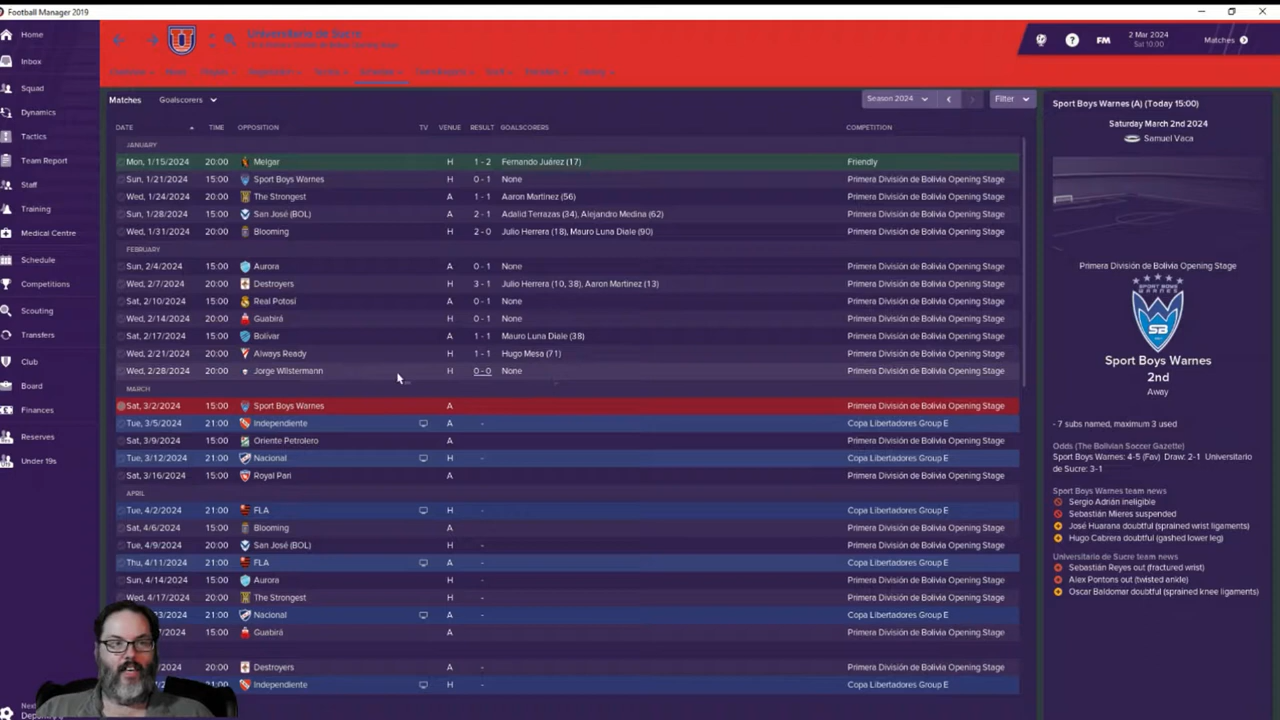 Football Manager 2019
Home
Inbox
Squad
Dynamics
Tactics
Team Report
Staff
Training
Medical Centre
Schedule
Competitions
Scouting
Transfers
Club
Board
Finances
Reserves
Under 19s
Next
Universitario de Sucre
2 Mar 2024
Sat 10:00
FM
Matches
Matches Goalscorers
Season 2024
Filter
DATE TIME OPPOSITION TV VENUE RESULT GOALSCORERS COMPETITION
JANUARY
Mon, 1/15/2024 20:00 Melgar H 1 - 2 Fernando Juárez (17) Friendly
Sun, 1/21/2024 15:00 Sport Boys Warnes H 0 - 1 None Primera División de Bolivia Opening Stage
Wed, 1/24/2024 20:00 The Strongest A 1 - 1 Aaron Martinez (56) Primera División de Bolivia Opening Stage
Sun, 1/28/2024 15:00 San José (BOL) A 2 - 1 Adalid Terrazas (34), Alejandro Medina (62) Primera División de Bolivia Opening Stage
Wed, 1/31/2024 20:00 Blooming H 2 - 0 Julio Herrera (18), Mauro Luna Diale (90) Primera División de Bolivia Opening Stage
FEBRUARY
Sun, 2/4/2024 15:00 Aurora A 0 - 1 None Primera División de Bolivia Opening Stage
Wed, 2/7/2024 20:00 Destroyers H 3 - 1 Julio Herrera (10, 38), Aaron Martinez (13) Primera División de Bolivia Opening Stage
Sat, 2/10/2024 15:00 Real Potosí A 0 - 1 None Primera División de Bolivia Opening Stage
Wed, 2/14/2024 20:00 Guabirá H 0 - 1 None Primera División de Bolivia Opening Stage
Sat, 2/17/2024 15:00 Bolívar A 1 - 1 Mauro Luna Diale (38) Primera División de Bolivia Opening Stage
Wed, 2/21/2024 20:00 Always Ready H 1 - 1 Hugo Mesa (71) Primera División de Bolivia Opening Stage
Wed, 2/28/2024 20:00 Jorge Wilstermann H 0 - 0 None Primera División de Bolivia Opening Stage
MARCH
Sat, 3/2/2024 15:00 Sport Boys Warnes A Primera División de Bolivia Opening Stage
Tue, 3/5/2024 21:00 Independiente A - Copa Libertadores Group E
Sat, 3/9/2024 15:00 Oriente Petrolero A - Primera División de Bolivia Opening Stage
Tue, 3/12/2024 21:00 Nacional H - Copa Libertadores Group E
Sat, 3/16/2024 15:00 Royal Pari A - Primera División de Bolivia Opening Stage
APRIL
Tue, 4/2/2024 21:00 FLA H - Copa Libertadores Group E
Sat, 4/6/2024 15:00 Blooming A - Primera División de Bolivia Opening Stage
Tue, 4/9/2024 20:00 San José (BOL) H - Primera División de Bolivia Opening Stage
Thu, 4/11/2024 21:00 FLA A - Copa Libertadores Group E
Sun, 4/14/2024 15:00 Aurora H - Primera División de Bolivia Opening Stage
Wed, 4/17/2024 20:00 The Strongest H - Primera División de Bolivia Opening Stage
23/2024 21:00 Nacional A - Copa Libertadores Group E
7/2024 15:00 Guabirá A Primera División de Bolivia Opening Stage
20:00 Destroyers A - Primera División de Bolivia Opening Stage
Independiente H - Copa Libertadores Group E
Sport Boys Warnes (A) (Today 15:00)
Saturday March 2nd 2024
Samuel Vaca
Primera División de Bolivia Opening Stage
SPORT BOYS
WARNES
SB
Sport Boys Warnes
2nd
Away
- 7 subs named, maximum 3 used
Odds (The Bolivian Soccer Gazette)
Sport Boys Warnes: 4-5 (Fav) Draw: 2-1 Universitario
de Sucre: 3-1
Sport Boys Warnes team news
Sergio Adrián ineligible
Sebastián Mieres suspended
José Huarana doubtful (sprained wrist ligaments)
Hugo Cabrera doubtful (gashed lower leg)
Universitario de Sucre team news
Sebastián Reyes out (fractured wrist)
Alex Pontons out (twisted ankle)
Oscar Baldomar doubtful (sprained knee ligaments)